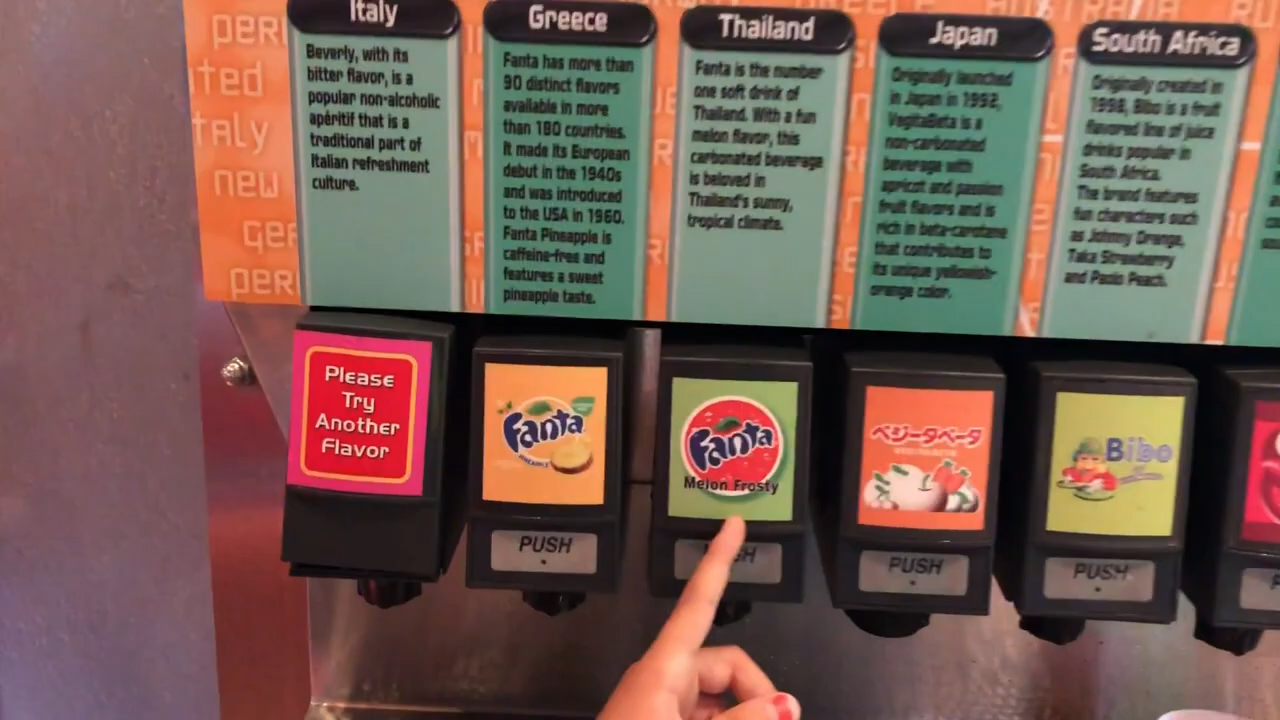 Italy
Beverly, with its
bitter flavor, is a
popular non-alcoholic
apéritif that is a
traditional part of
Italian refreshment
culture.
Greece
Fanta has more than
90 distinct flavors
available in more
than 180 countries.
It made its European
debut in the 1940s
and was introduced
to the USA in 1960.
Fanta Pineapple is
caffeine-free and
features a sweet
pineapple taste.
Thailand
Fanta is the number
one soft drink of
Thailand. With a fun
melon flavor, this
carbonated beverage
is beloved in
Thailand's sunny,
tropical climate.
Japan
Originally launched
in Japan in 1992,
VegitaBeta is a
non-carbonated
beverage with
apricot and passion
fruit flavors and is
rich in beta-carotene
that contributes to
its unique yellowish-
orange color.
South Africa
Originally created in
1998, Bibo is a fruit
flavored line of juice
drinks popular in
South Africa.
The brand features
fun characters such
as Johnny Orange,
Taka Strawberry
and Paolo Peach.
Please
Try
Another
Flavor
Fanta
PINEAPPLE
PUSH
Fanta
Melon Frosty
ベジータベータ
VEGITABETA
PUSH
Bibo
PUSH